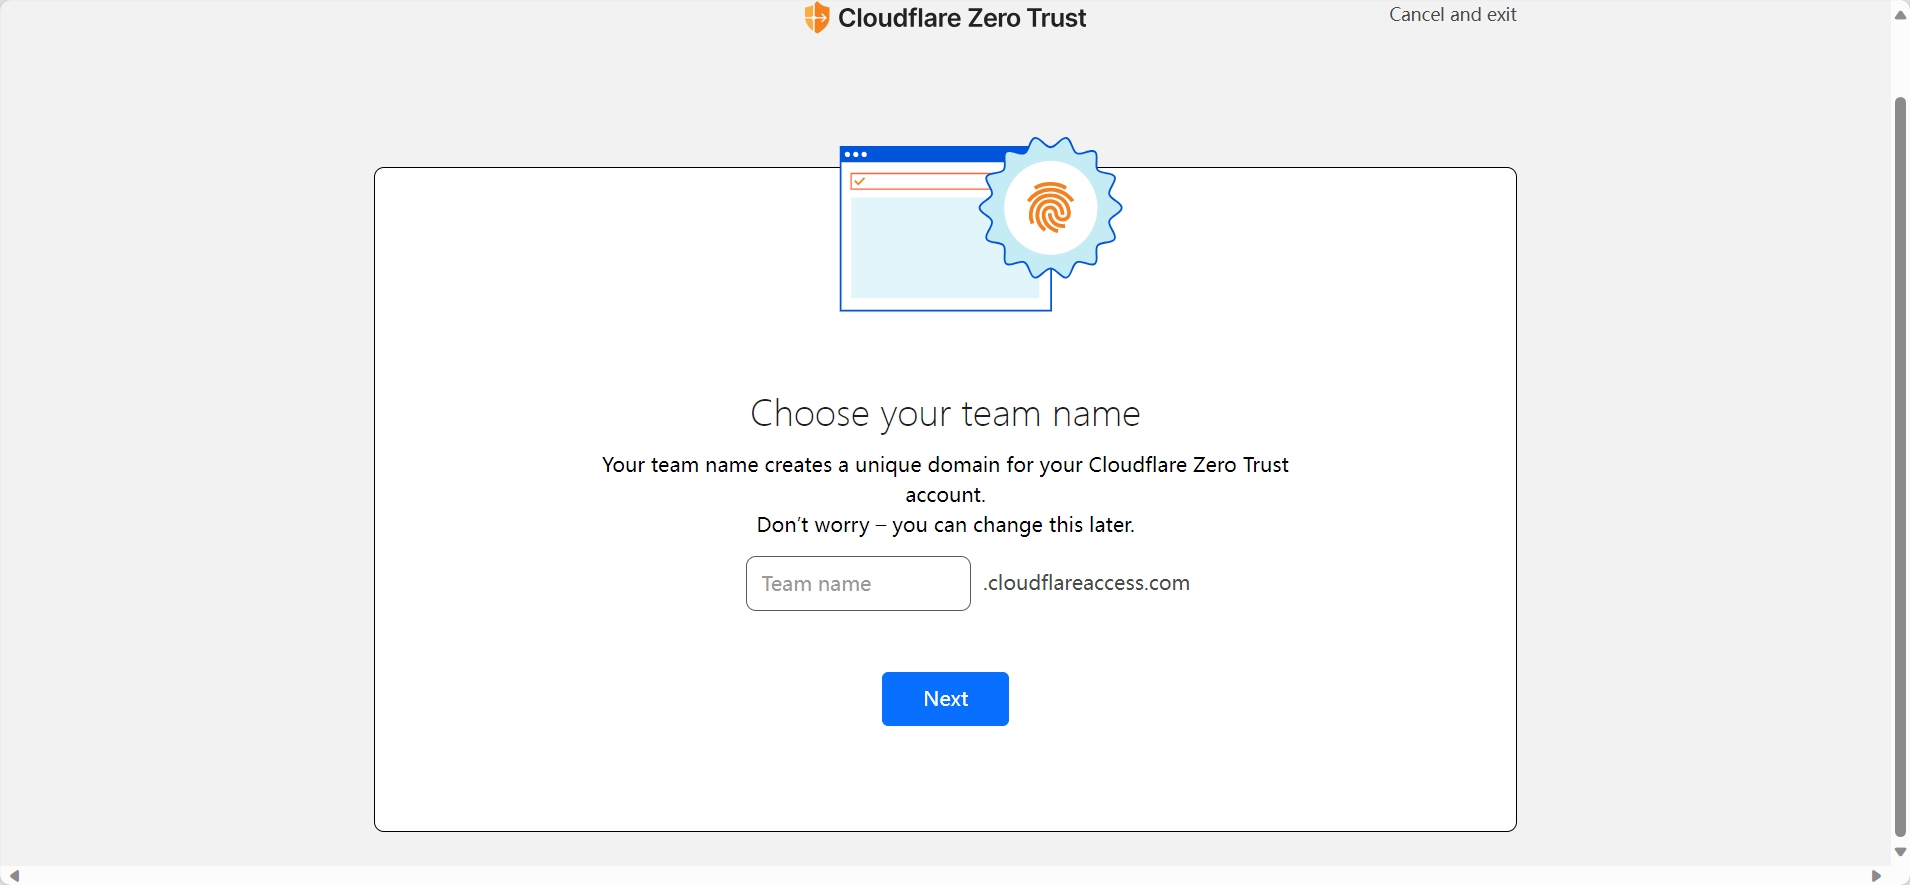 Cloudflare Zero Trust
Cancel and exit
Choose your team name
Your team name creates a unique domain for your Cloudflare Zero Trust
account.
Don’t worry – you can change this later.
Team name
.cloudflareaccess.com
Next